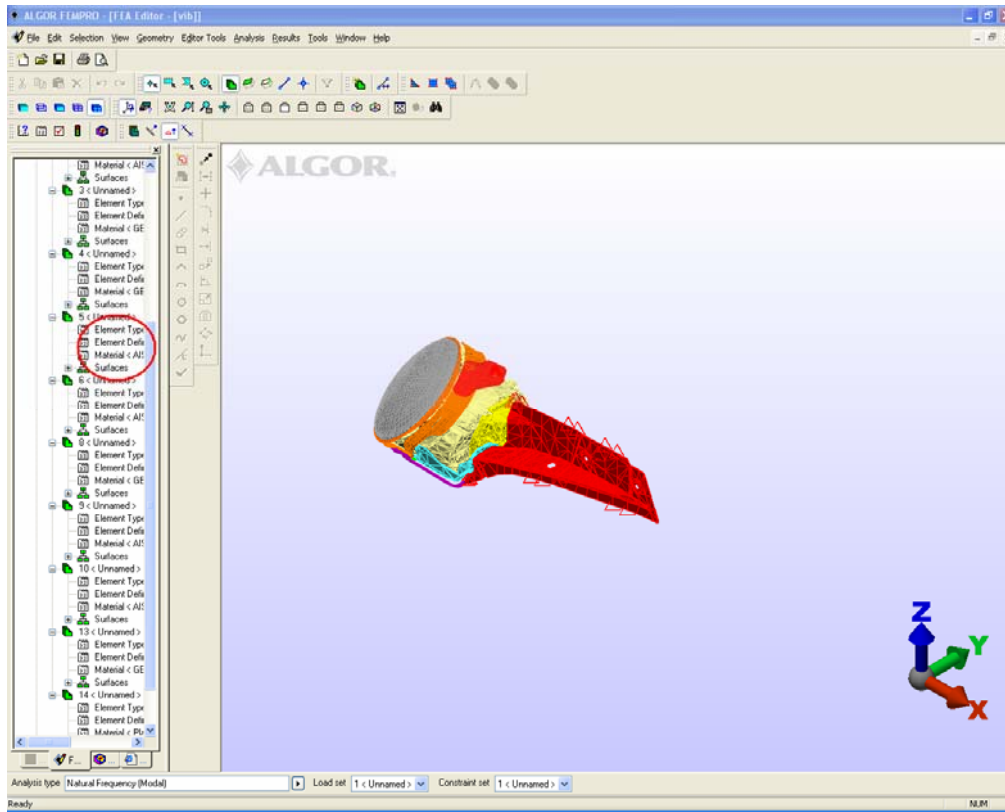 ALGOR FEMPRO - [FEA Editor - [vib]]
File Edit Selection View Geometry Editor Tools Analysis Results Tools Window Help
ALGOR.
Material < AI
Surfaces
3 < Unnamed >
Element Type
Element Defi
Material < GE
Surfaces
4 < Unnamed >
Element Type
Element Defi
Material < GE
Surfaces
5 < Unnamed >
Element Type
Element Defi
Material < AIS
Surfaces
6 < Unnamed >
Element Type
Element Defi
Material < AIS
Surfaces
8 < Unnamed >
Element Type
Element Defi
Material < GE
Surfaces
9 < Unnamed >
Element Type
Element Defi
Material < AIS
Surfaces
10 < Unnamed >
Element Type
Element Defi
Material < AIS
Surfaces
13 < Unnamed >
Element Type
Element Defi
Material < GE
Surfaces
14 < Unnamed >
Element Type
Element Defi
Material < Pl
Z
Y
X
F...
Analysis type Natural Frequency (Modal) Load set 1 < Unnamed > Constraint set 1 < Unnamed >
Ready NUM